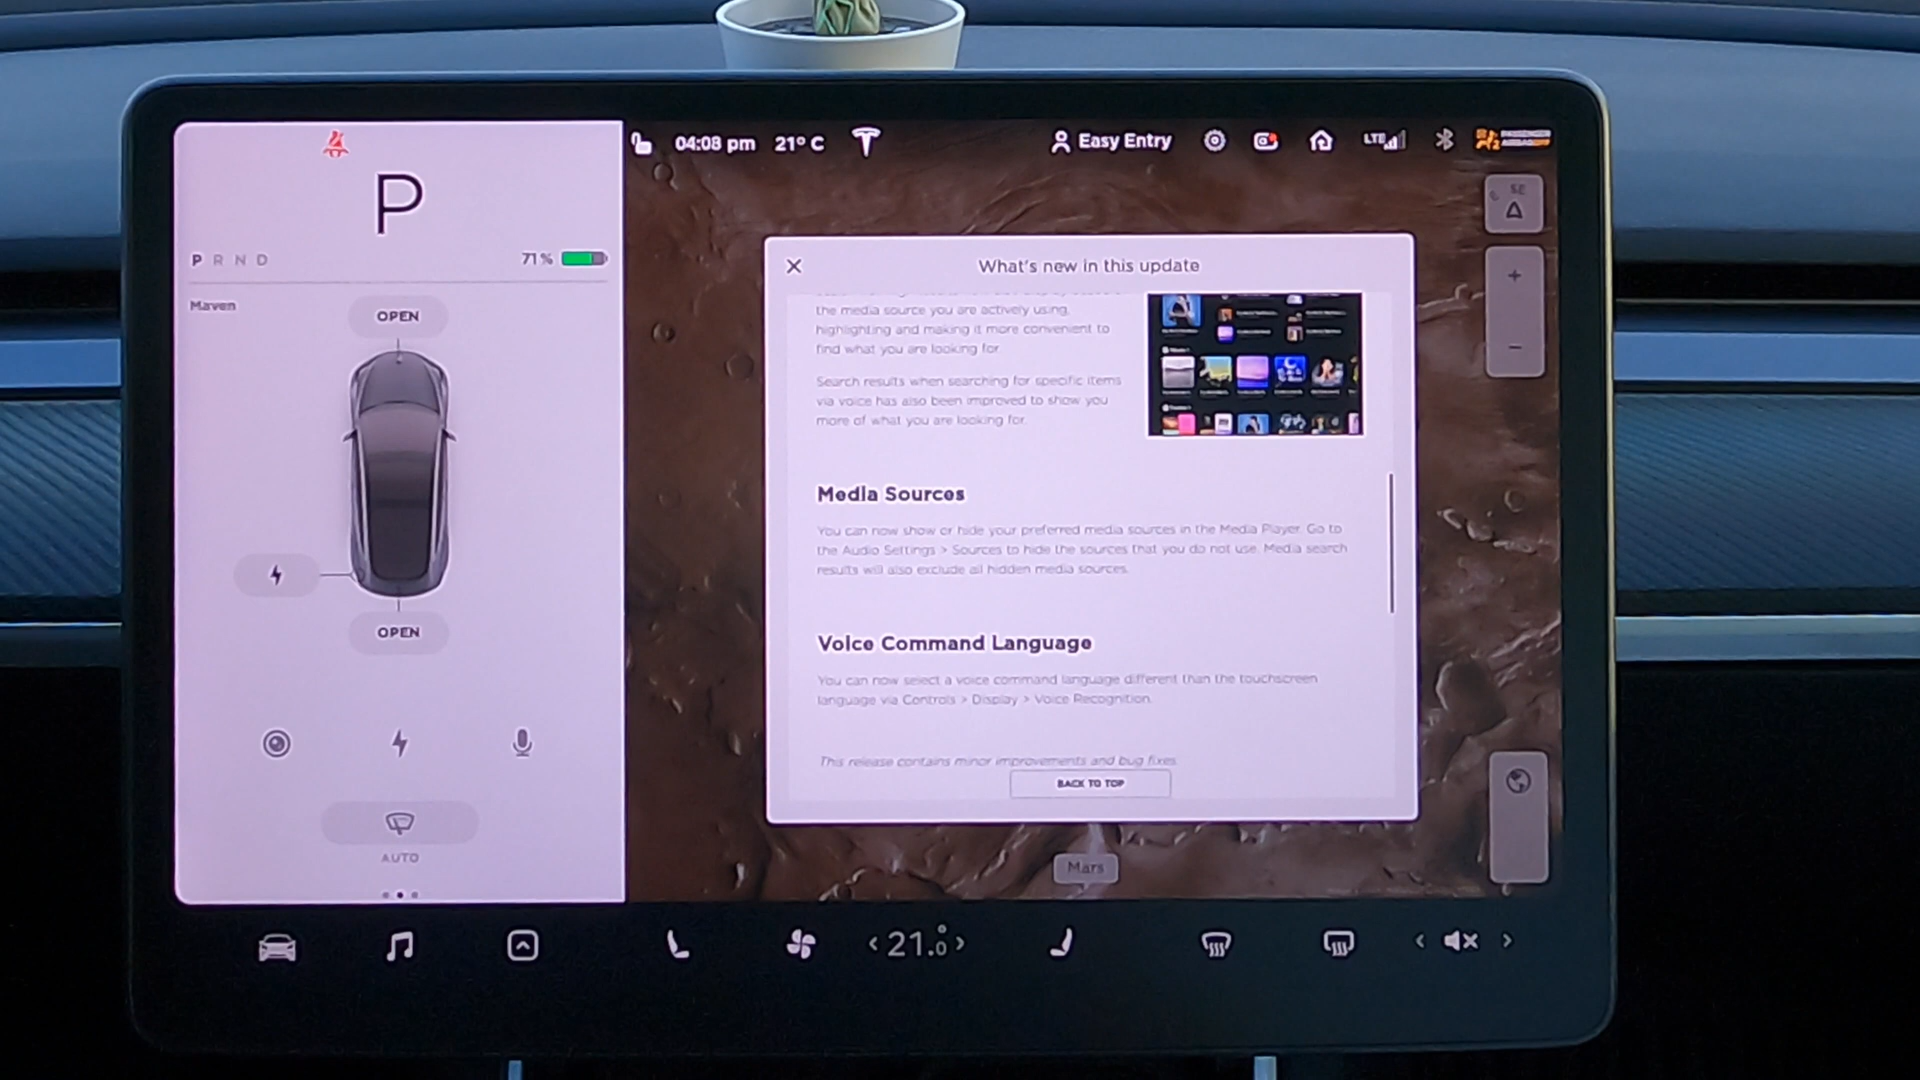 P
P R N D
71 %
Maven
OPEN
OPEN
AUTO
04:08 pm
21° C
Easy Entry
LTE
PASSENGER
AIRBAG OFF
SE
+
−
What's new in this update
the media source you are actively using,
highlighting and making it more convenient to
find what you are looking for.
Search results when searching for specific items
via voice has also been improved to show you
more of what you are looking for.
Media Sources
You can now show or hide your preferred media sources in the Media Player. Go to
the Audio Settings > Sources to hide the sources that you do not use. Media search
results will also exclude all hidden media sources.
Voice Command Language
You can now select a voice command language different than the touchscreen
language via Controls > Display > Voice Recognition.
This release contains minor improvements and bug fixes.
BACK TO TOP
Mars
21.0